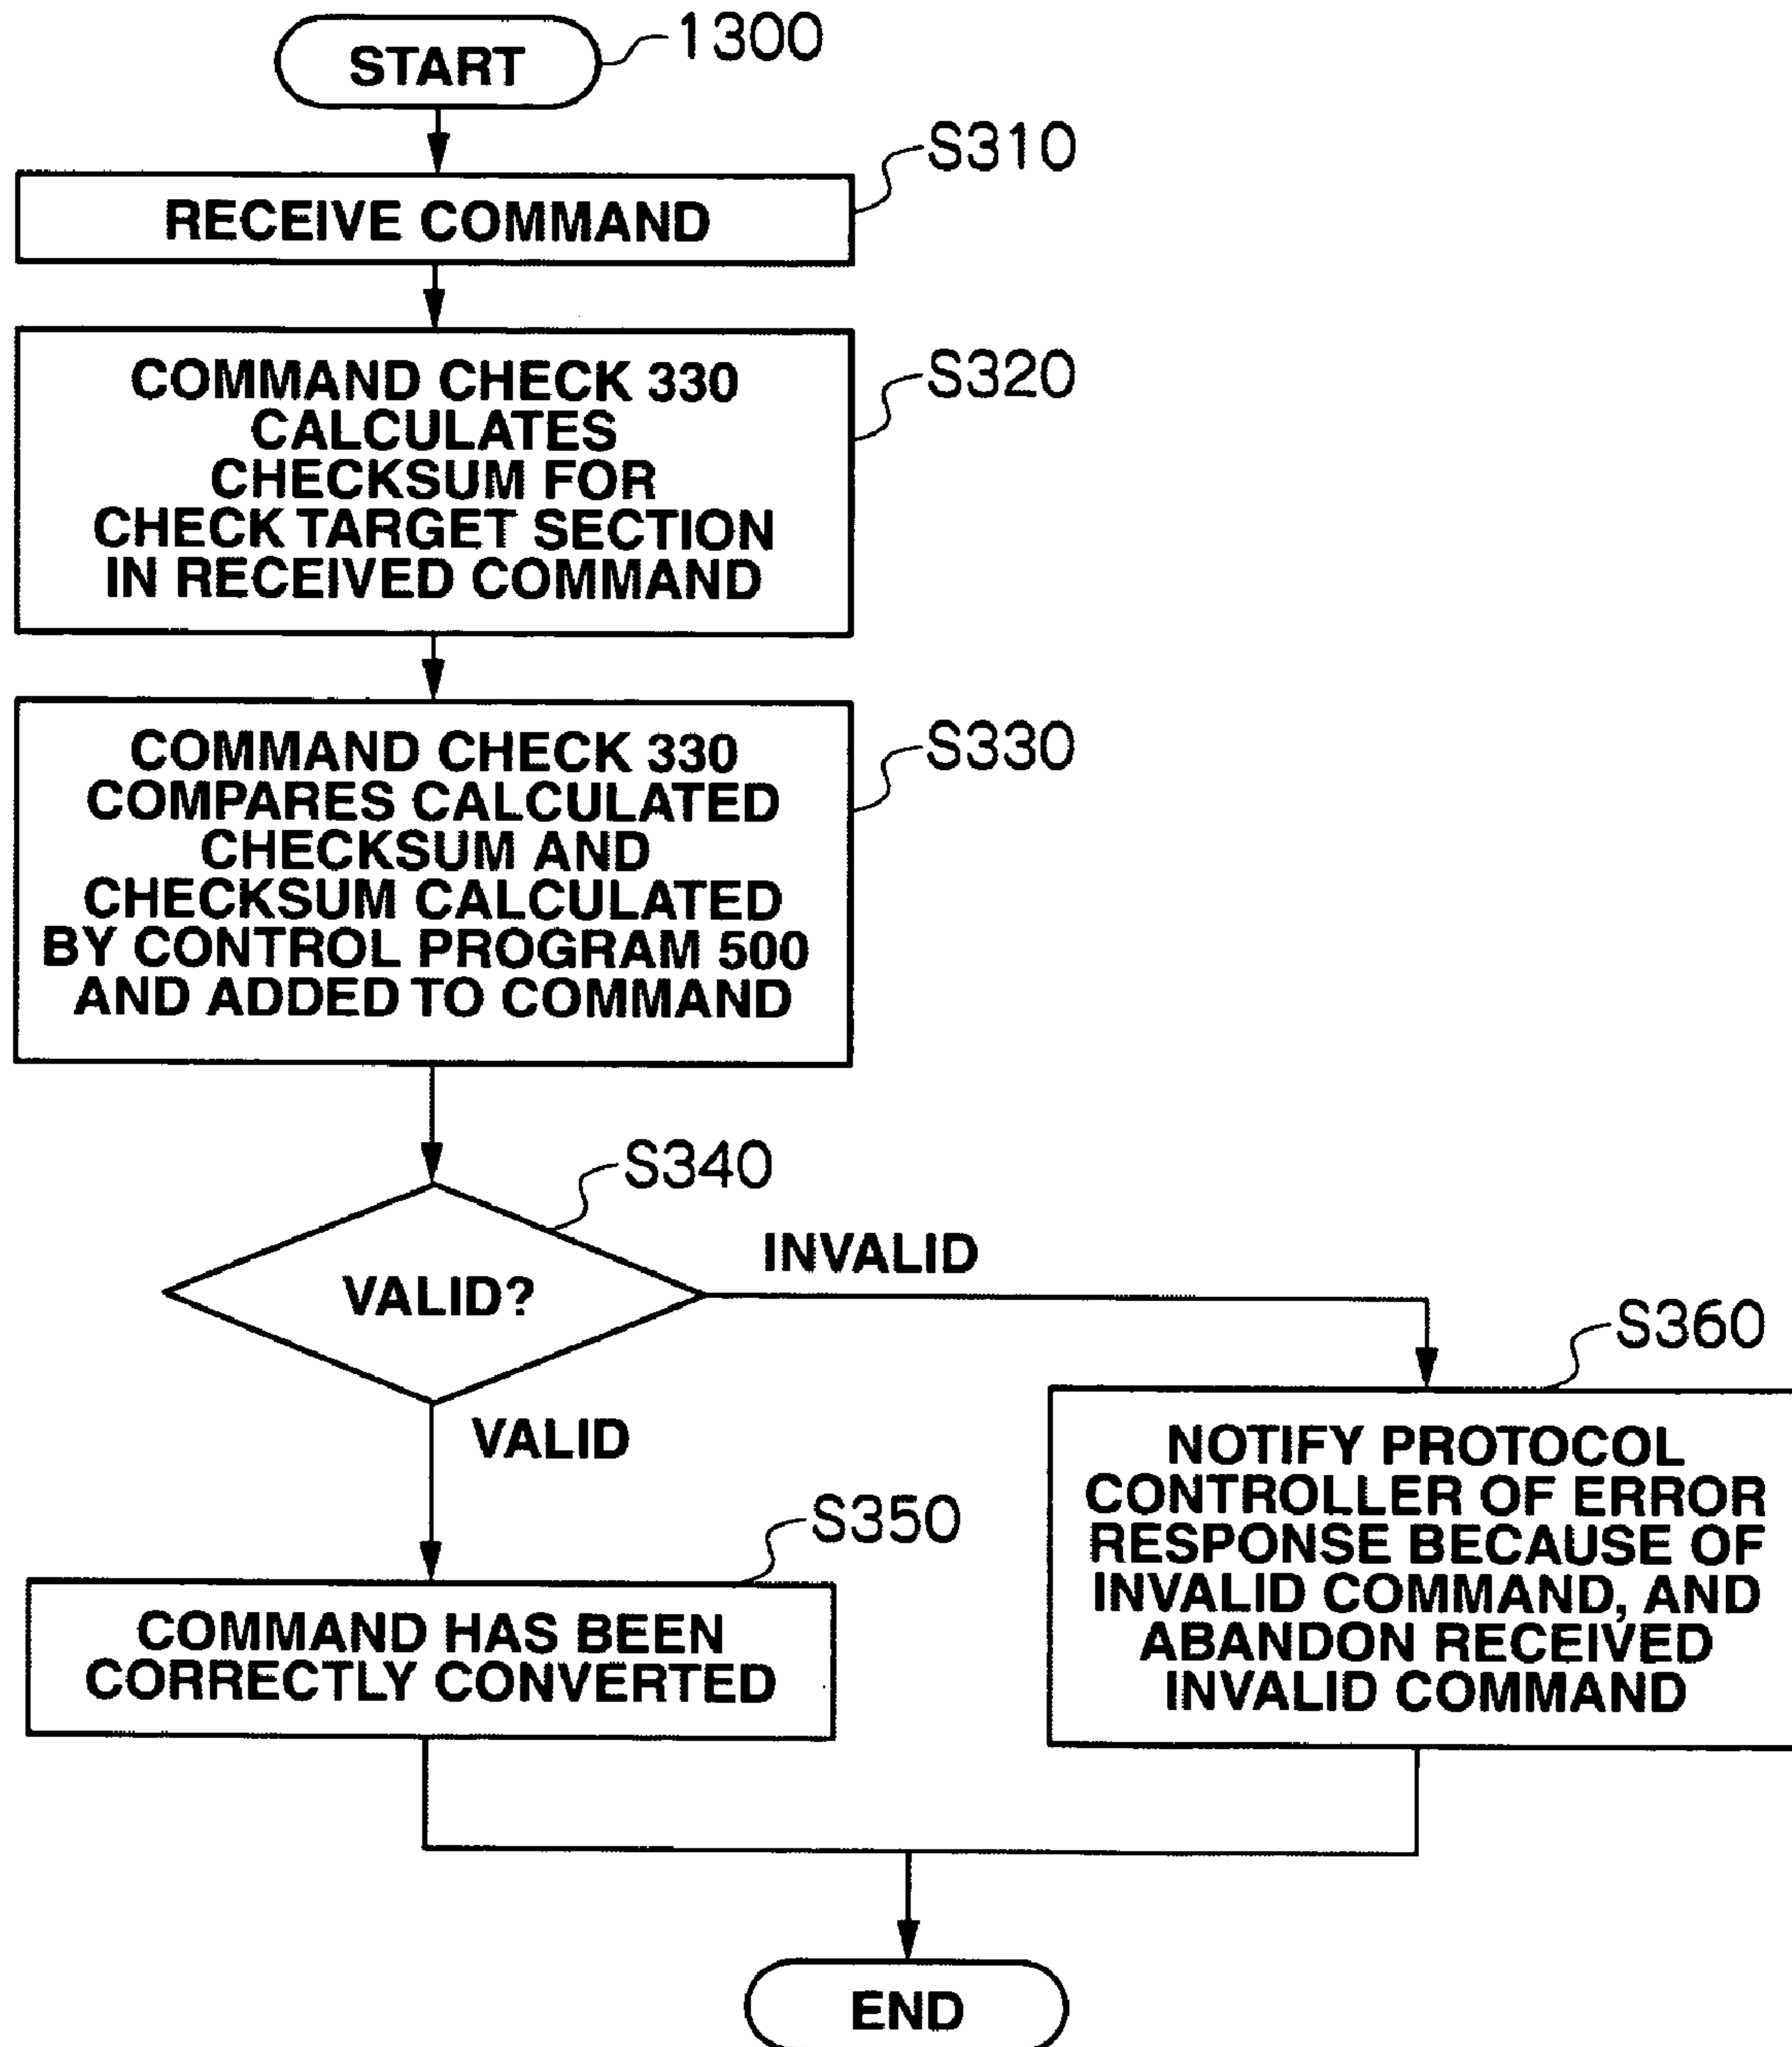 START
1300
RECEIVE COMMAND
S310
COMMAND CHECK 330
CALCULATES
CHECKSUM FOR
CHECK TARGET SECTION
IN RECEIVED COMMAND
S320
COMMAND CHECK 330
COMPARES CALCULATED
CHECKSUM AND
CHECKSUM CALCULATED
BY CONTROL PROGRAM 500
AND ADDED TO COMMAND
S330
S340
VALID?
INVALID
VALID
S360
NOTIFY PROTOCOL
CONTROLLER OF ERROR
RESPONSE BECAUSE OF
INVALID COMMAND, AND
ABANDON RECEIVED
INVALID COMMAND
S350
COMMAND HAS BEEN
CORRECTLY CONVERTED
END